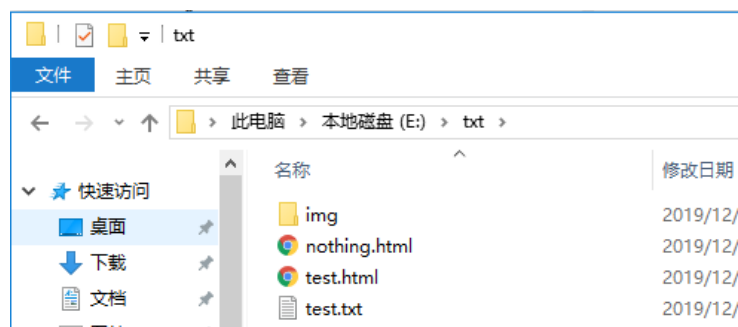 txt
文件 主页 共享 查看
此电脑 > 本地磁盘 (E:) > txt >
名称 修改日期
快速访问
桌面
下载
文档
img 2019/12/
nothing.html 2019/12/
test.html 2019/12/
test.txt 2019/12/